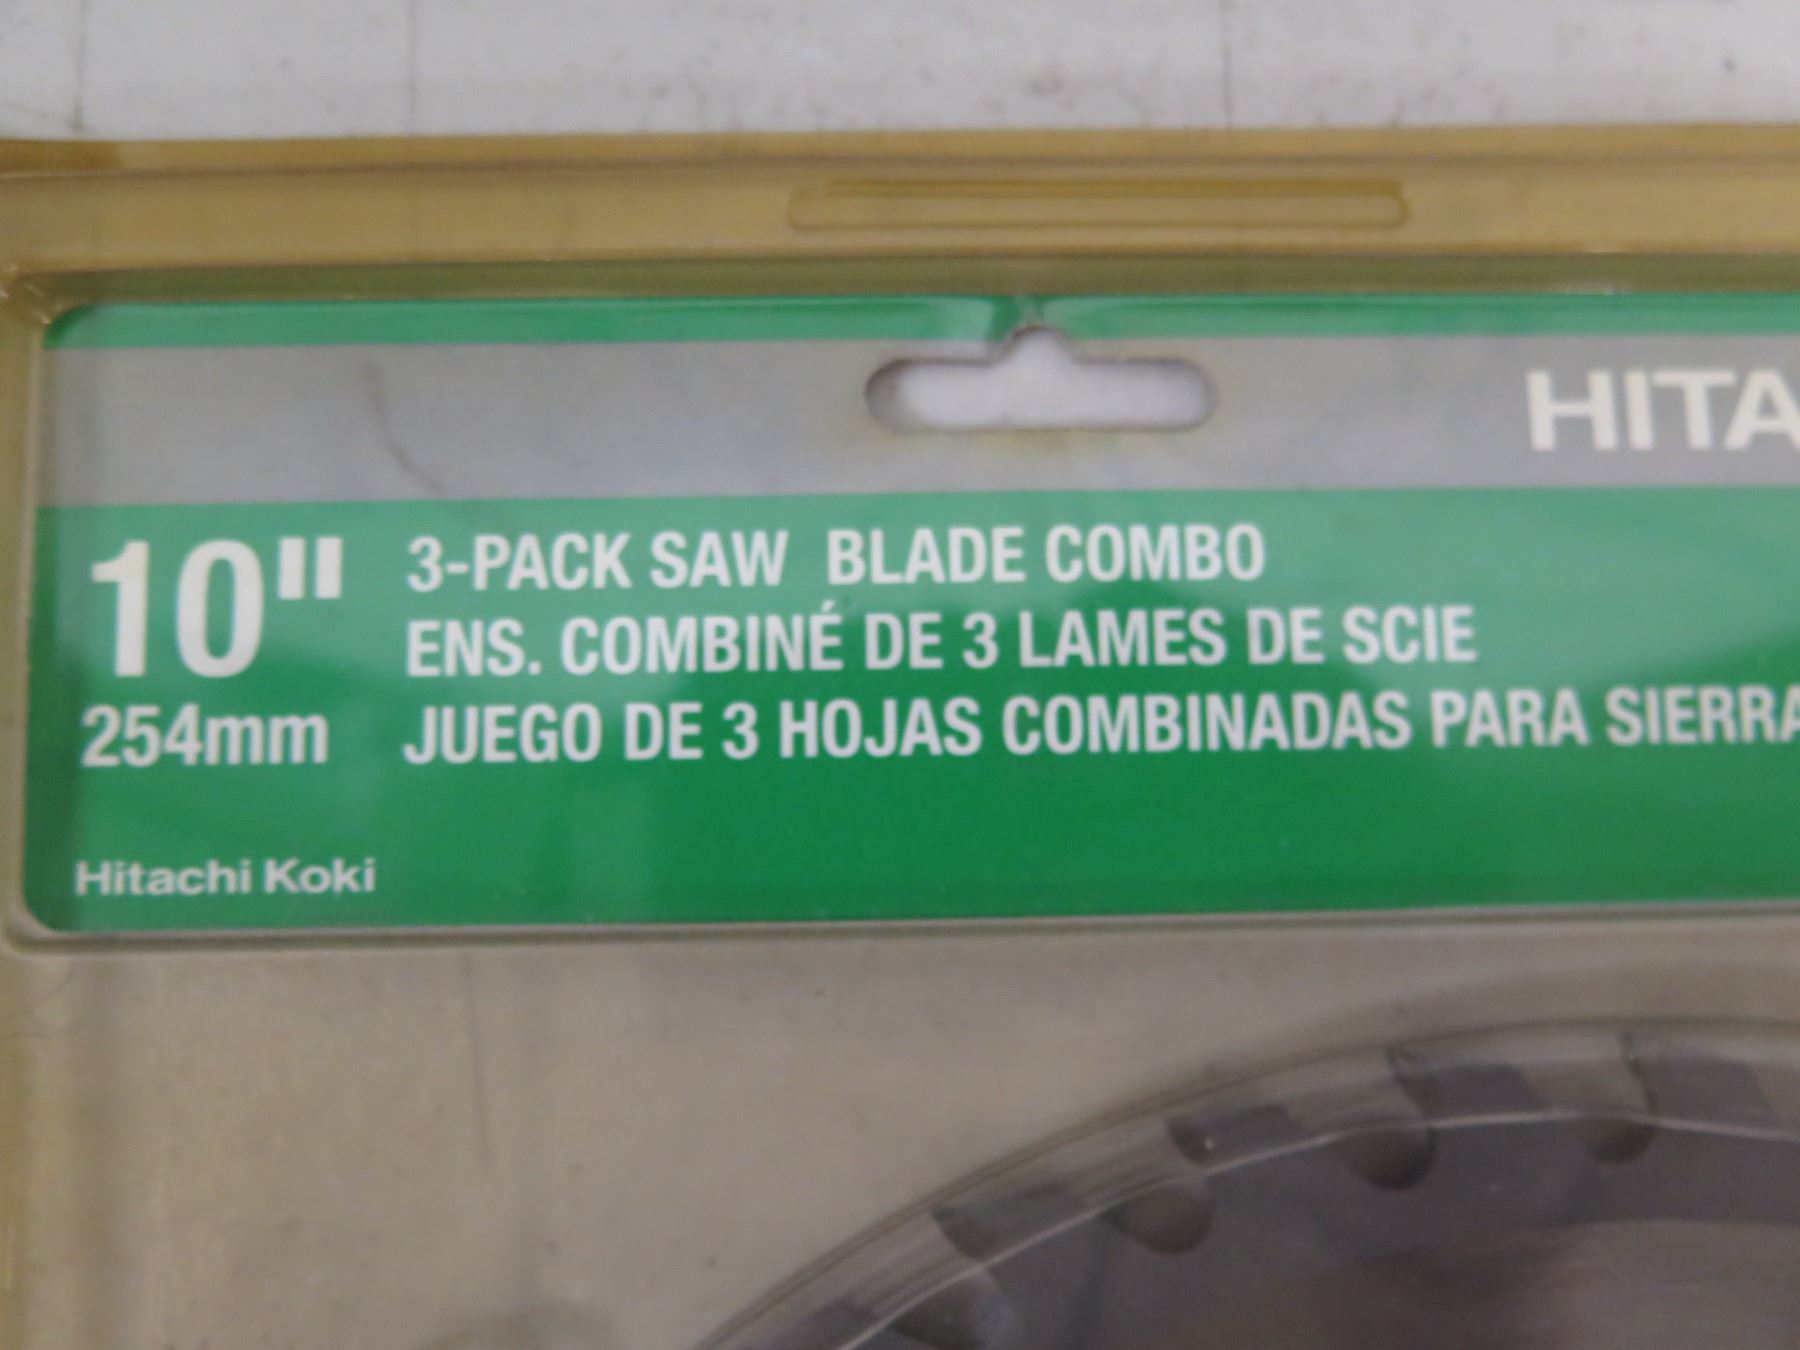 HITA
10" 3-PACK SAW BLADE COMBO
ENS. COMBINÉ DE 3 LAMES DE SCIE
254mm JUEGO DE 3 HOJAS COMBINADAS PARA SIERRA
Hitachi Koki